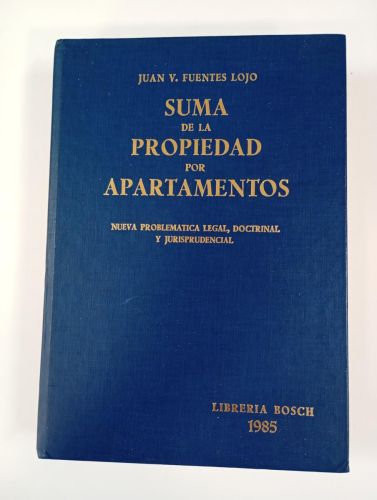 JUAN V. FUENTES LOJO
SUMA
DE LA
PROPIEDAD
POR
APARTAMENTOS
NUEVA PROBLEMATICA LEGAL, DOCTRINAL
Y JURISPRUDENCIAL
LIBRERIA BOSCH
1985